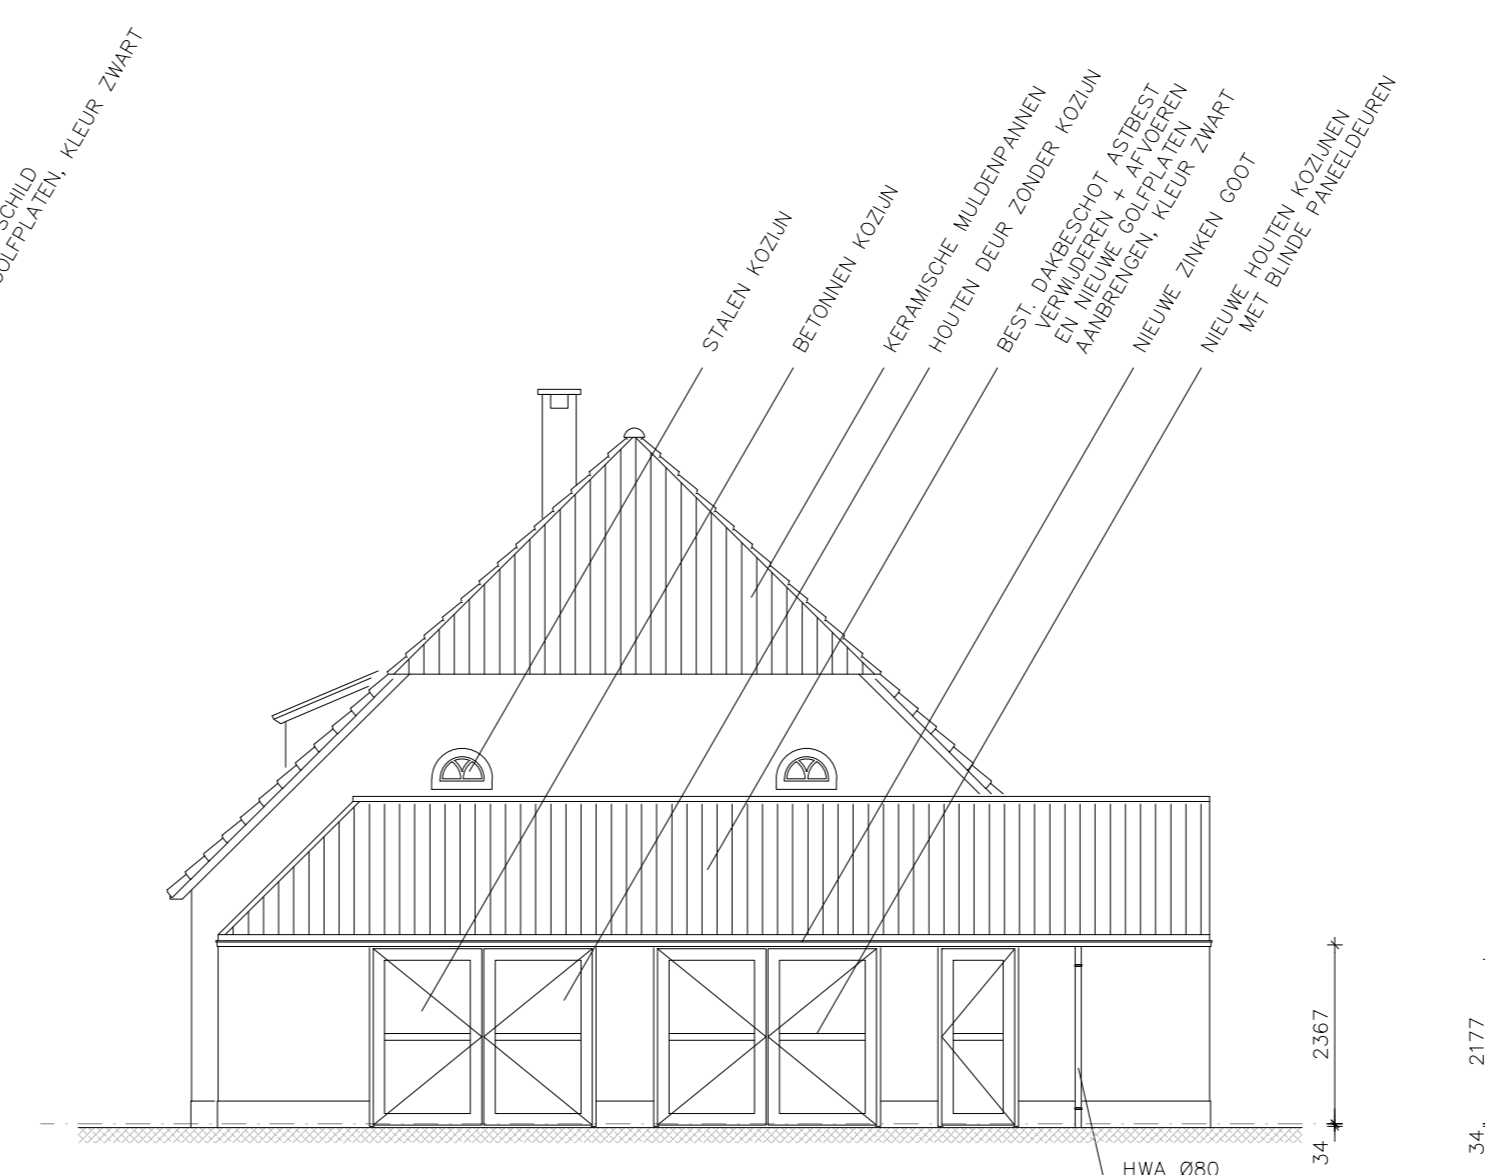 SCHILD
GOLFPLATEN, KLEUR ZWART
STALEN KOZIJN
BETONNEN KOZIJN
KERAMISCHE MULDENPANNEN
HOUTEN DEUR ZONDER KOZIJN
BEST. DAKBESCHOT ASTBEST
VERWIJDEREN + AFVOEREN
EN NIEUWE GOLFPLATEN
AANBRENGEN, KLEUR ZWART
NIEUWE ZINKEN GOOT
NIEUWE HOUTEN KOZIJNEN
MET BLINDE PANEELDEUREN
2367
34
2177
34
HWA Ø80